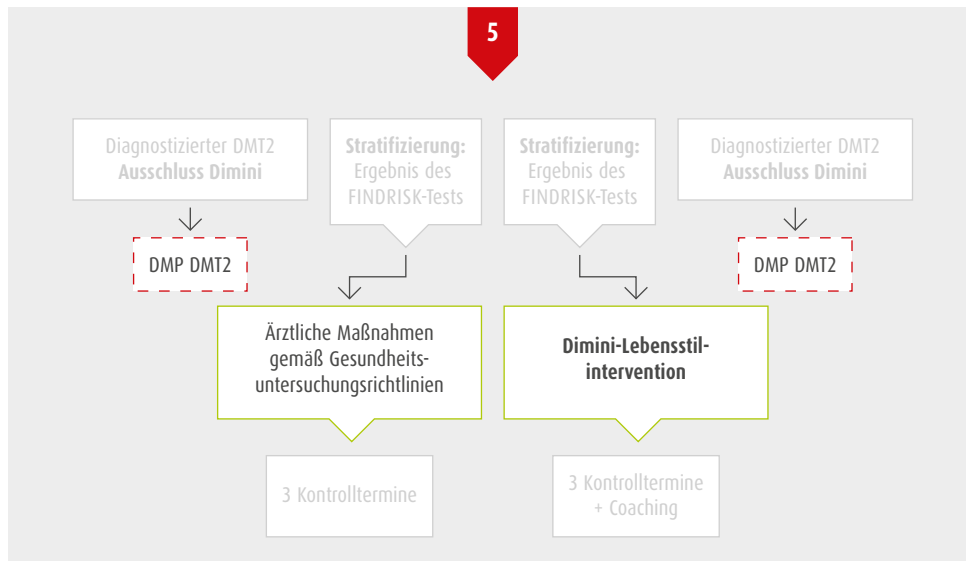 5
Diagnostizierter DMT2
Ausschluss Dimini
Stratifizierung:
Ergebnis des
FINDRISK-Tests
Stratifizierung:
Ergebnis des
FINDRISK-Tests
Diagnostizierter DMT2
Ausschluss Dimini
DMP DMT2
DMP DMT2
Ärztliche Maßnahmen
gemäß Gesundheits-
untersuchungsrichtlinien
Dimini-Lebensstil-
intervention
3 Kontrolltermine
3 Kontrolltermine
+ Coaching